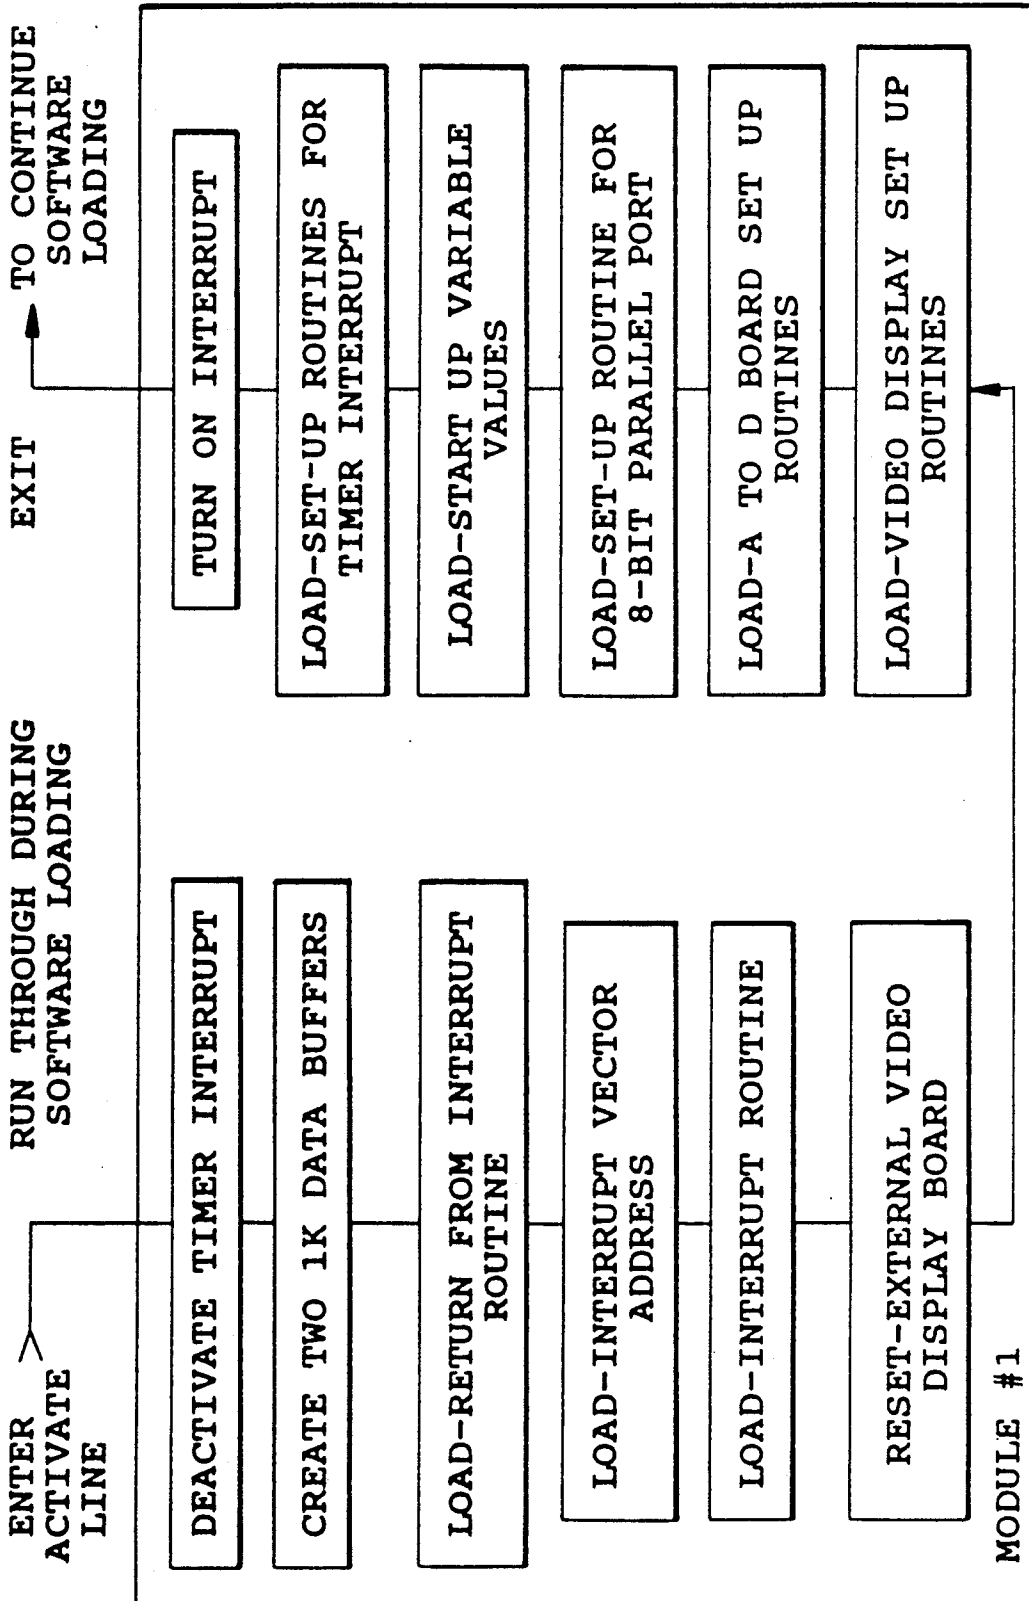 ENTER
ACTIVATE
LINE
RUN THROUGH DURING
SOFTWARE LOADING
EXIT
TO CONTINUE
SOFTWARE
LOADING
DEACTIVATE TIMER INTERRUPT
CREATE TWO 1K DATA BUFFERS
LOAD-RETURN FROM INTERRUPT
ROUTINE
LOAD-INTERRUPT VECTOR
ADDRESS
LOAD-INTERRUPT ROUTINE
RESET-EXTERNAL VIDEO
DISPLAY BOARD
TURN ON INTERRUPT
LOAD-SET-UP ROUTINES FOR
TIMER INTERRUPT
LOAD-START UP VARIABLE
VALUES
LOAD-SET-UP ROUTINE FOR
8-BIT PARALLEL PORT
LOAD-A TO D BOARD SET UP
ROUTINES
LOAD-VIDEO DISPLAY SET UP
ROUTINES
MODULE #1